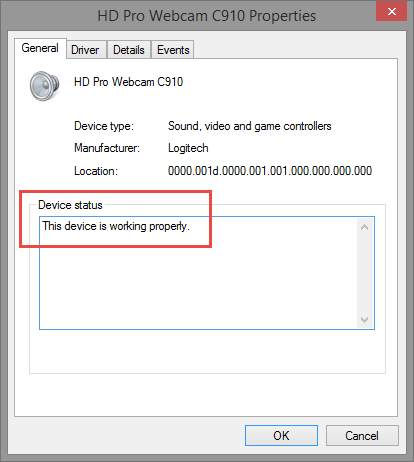 HD Pro Webcam C910 Properties
General Driver Details Events
HD Pro Webcam C910
Device type: Sound, video and game controllers
Manufacturer: Logitech
Location: 0000.001d.0000.001.001.000.000.000.000
Device status
This device is working properly.
OK Cancel